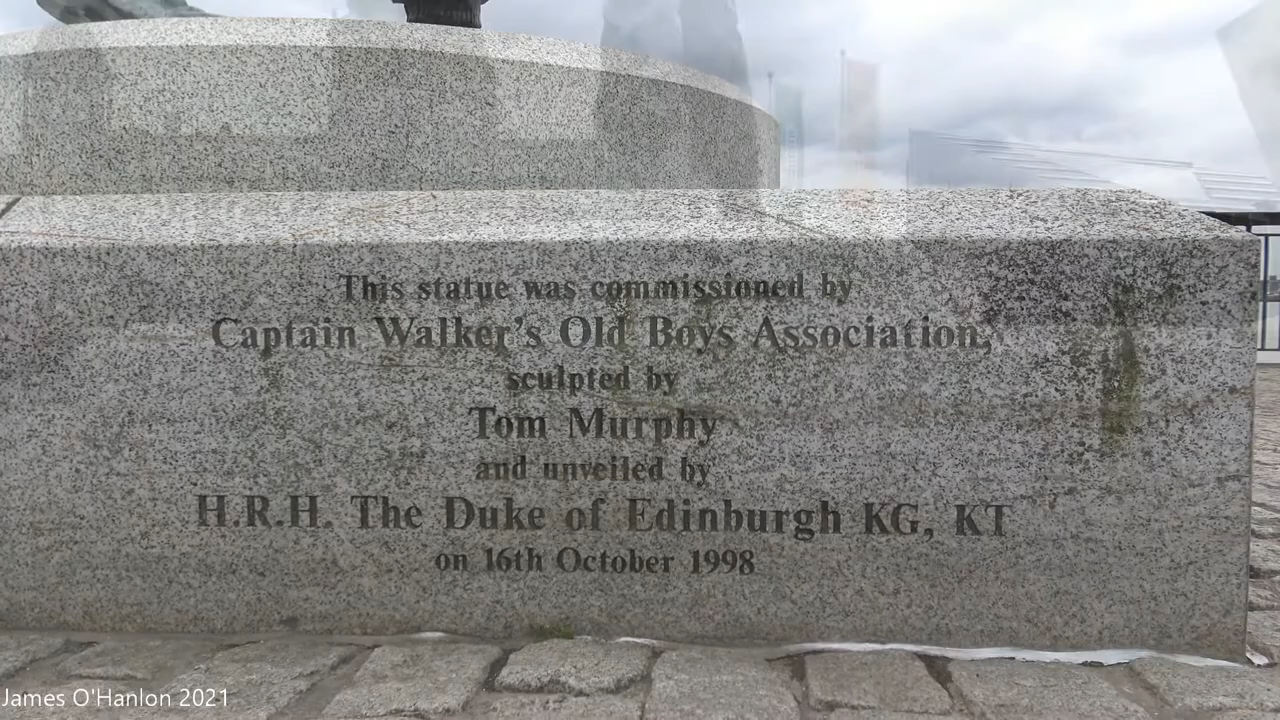 This statue was commissioned by
Captain Walker's Old Boys Association,
sculpted by
Tom Murphy
and unveiled by
H.R.H. The Duke of Edinburgh KG, KT
on 16th October 1998
James O'Hanlon 2021